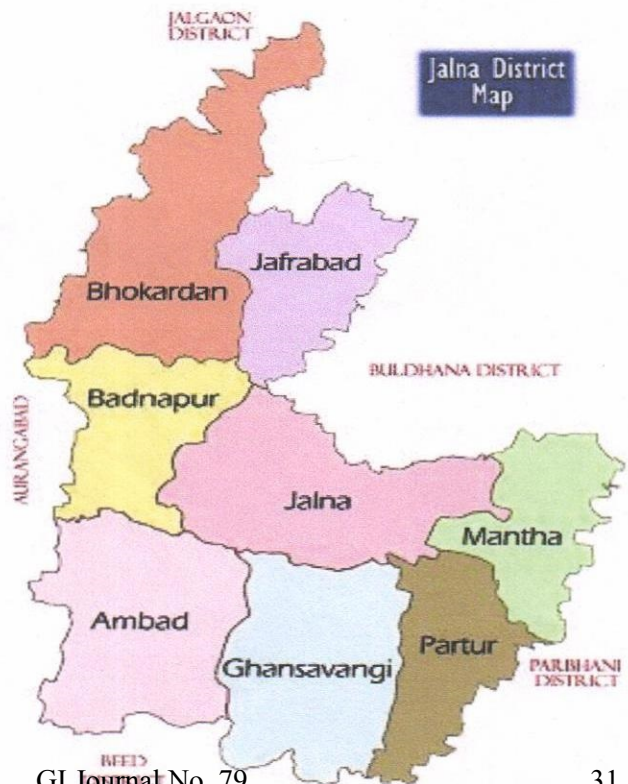 JALGAON
DISTRICT
Jalna District
Map
Jafrabad
Bhokardan
BULDHANA DISTRICT
Badnapur
AURANGABAD
Jalna
Mantha
Ambad
Partur
Ghansavangi
PARBHANI
DISTRICT
BEED
GI Journal No. 79
31